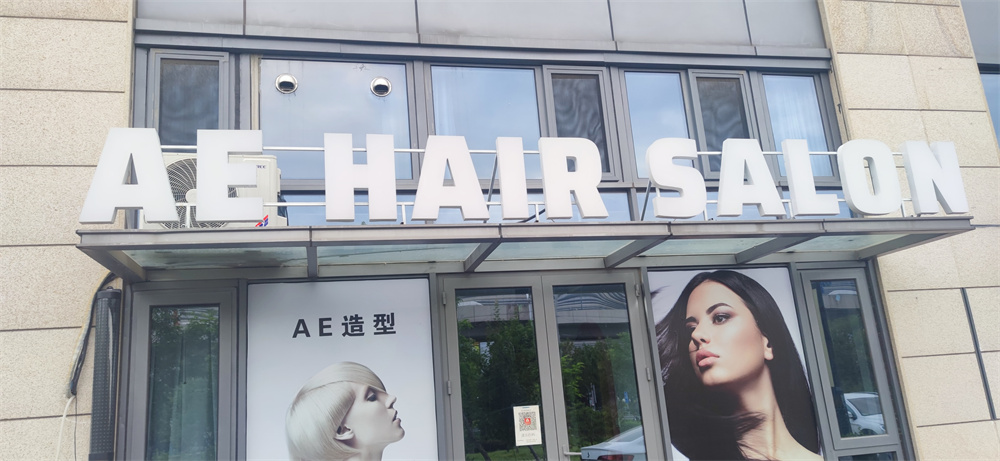 AE HAIR SALON
AE造型